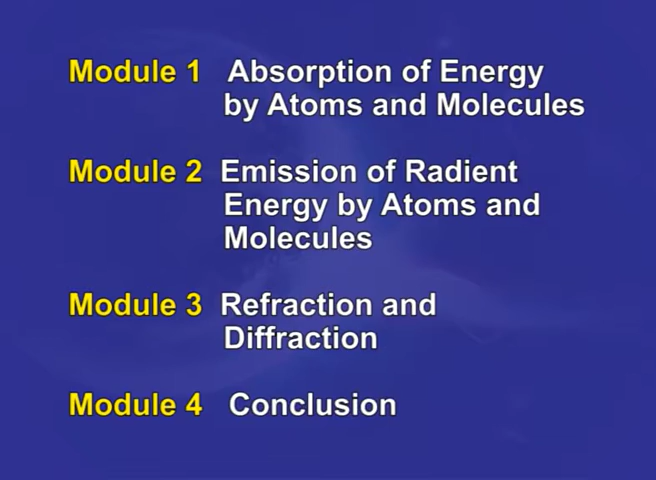 Module 1 Absorption of Energy
by Atoms and Molecules
Module 2 Emission of Radient
Energy by Atoms and
Molecules
Module 3 Refraction and
Diffraction
Module 4 Conclusion